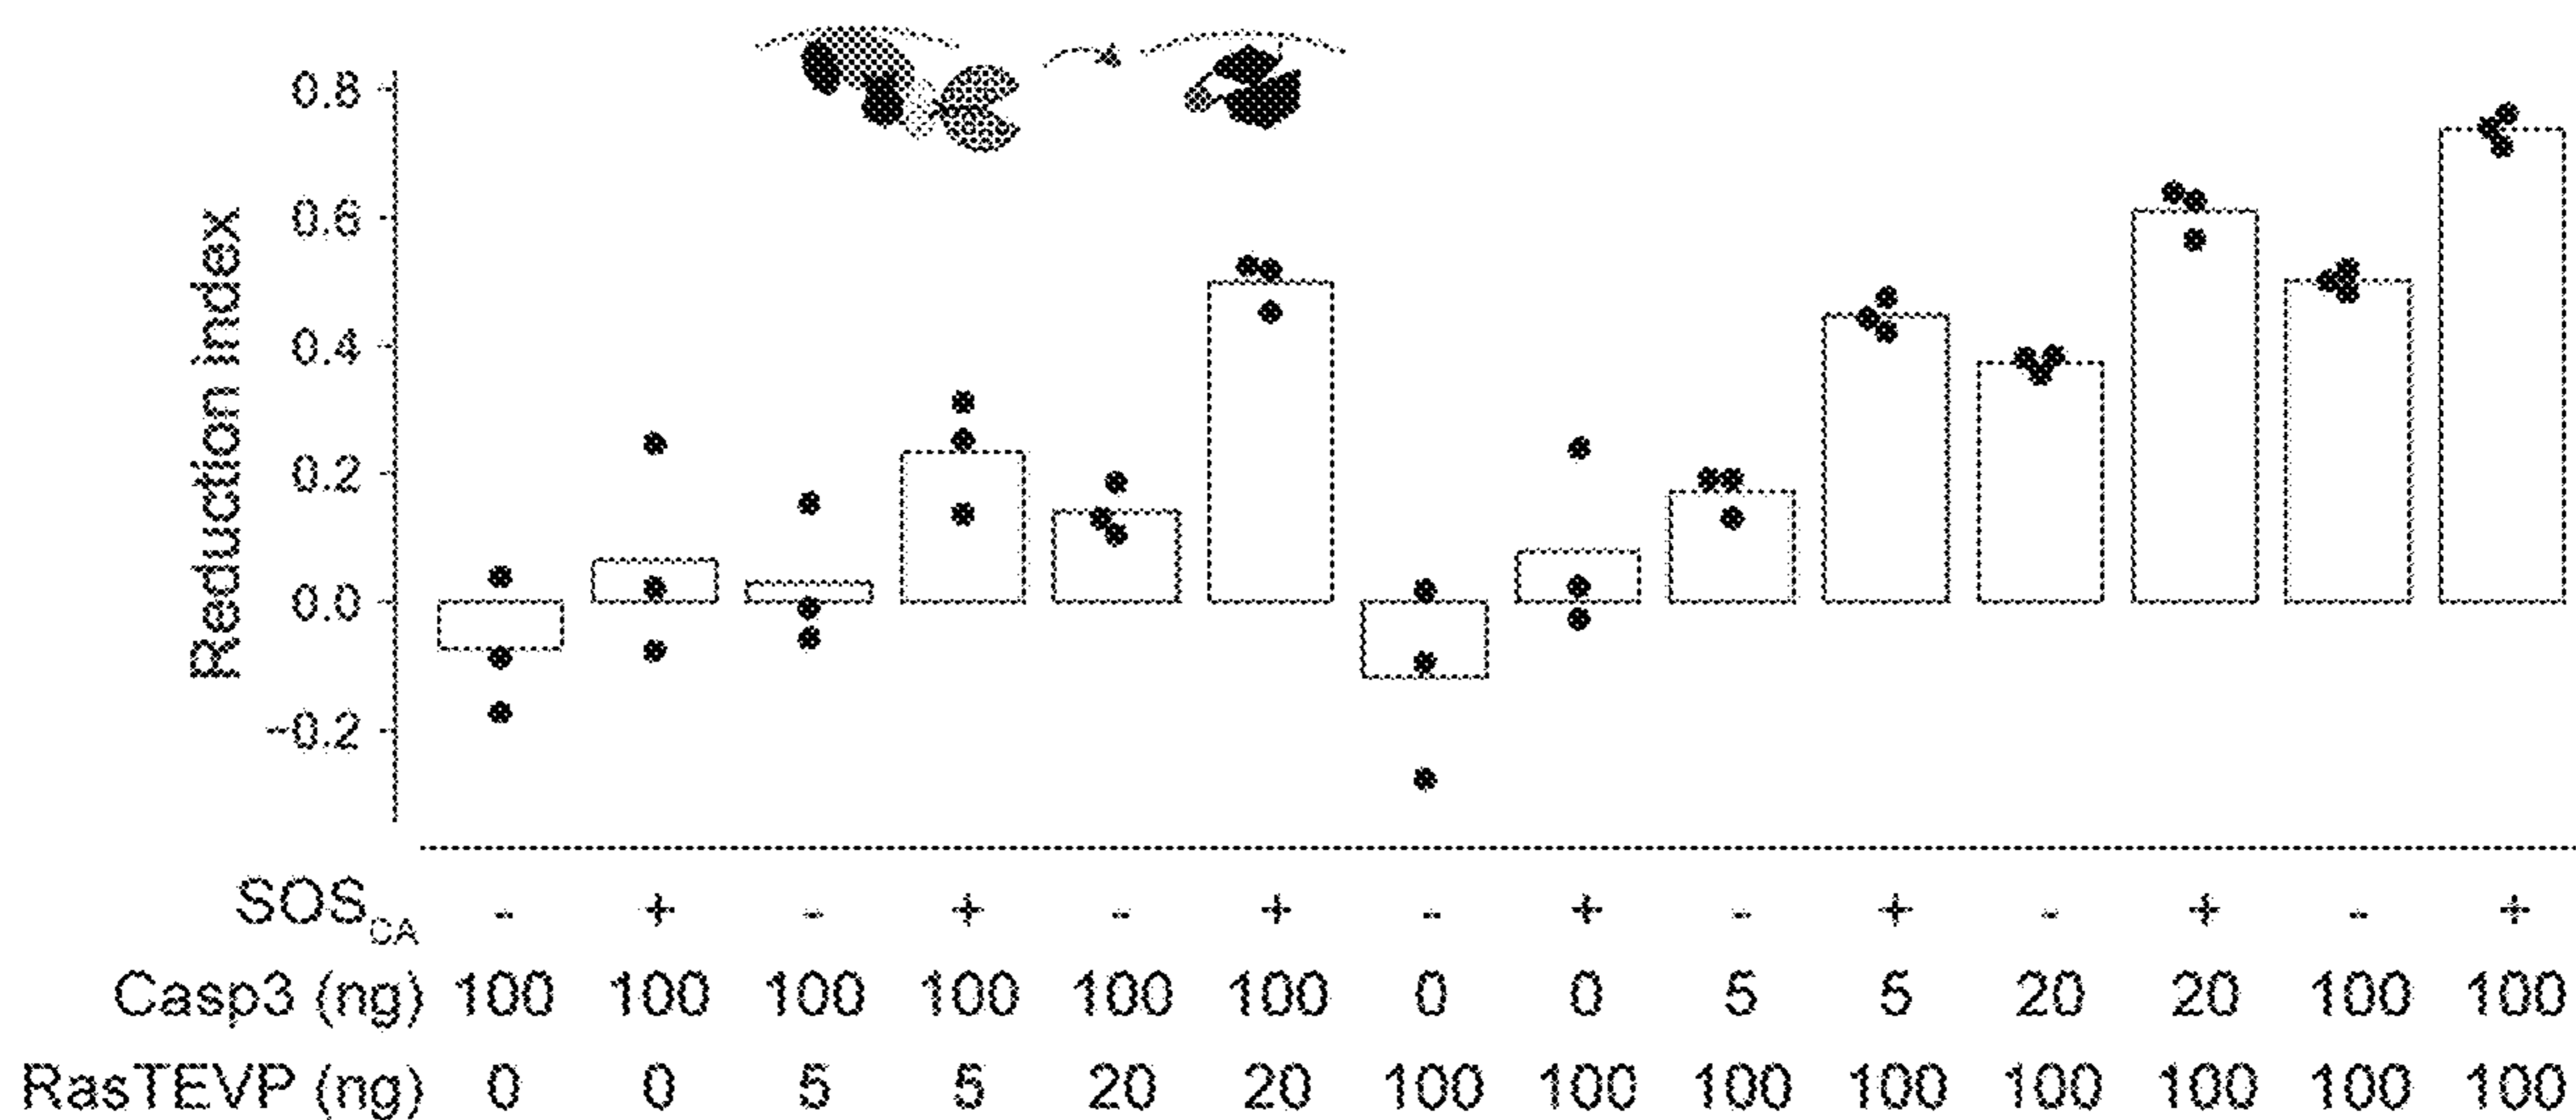 0.8
0.6
0.4
0.2
0.0
-0.2
Reduction index
SOSCA - + - + - + - + - + - + - +
Casp3 (ng) 100 100 100 100 100 100 0 0 5 5 20 20 100 100
RasTEVP (ng) 0 0 5 5 20 20 100 100 100 100 100 100 100 100